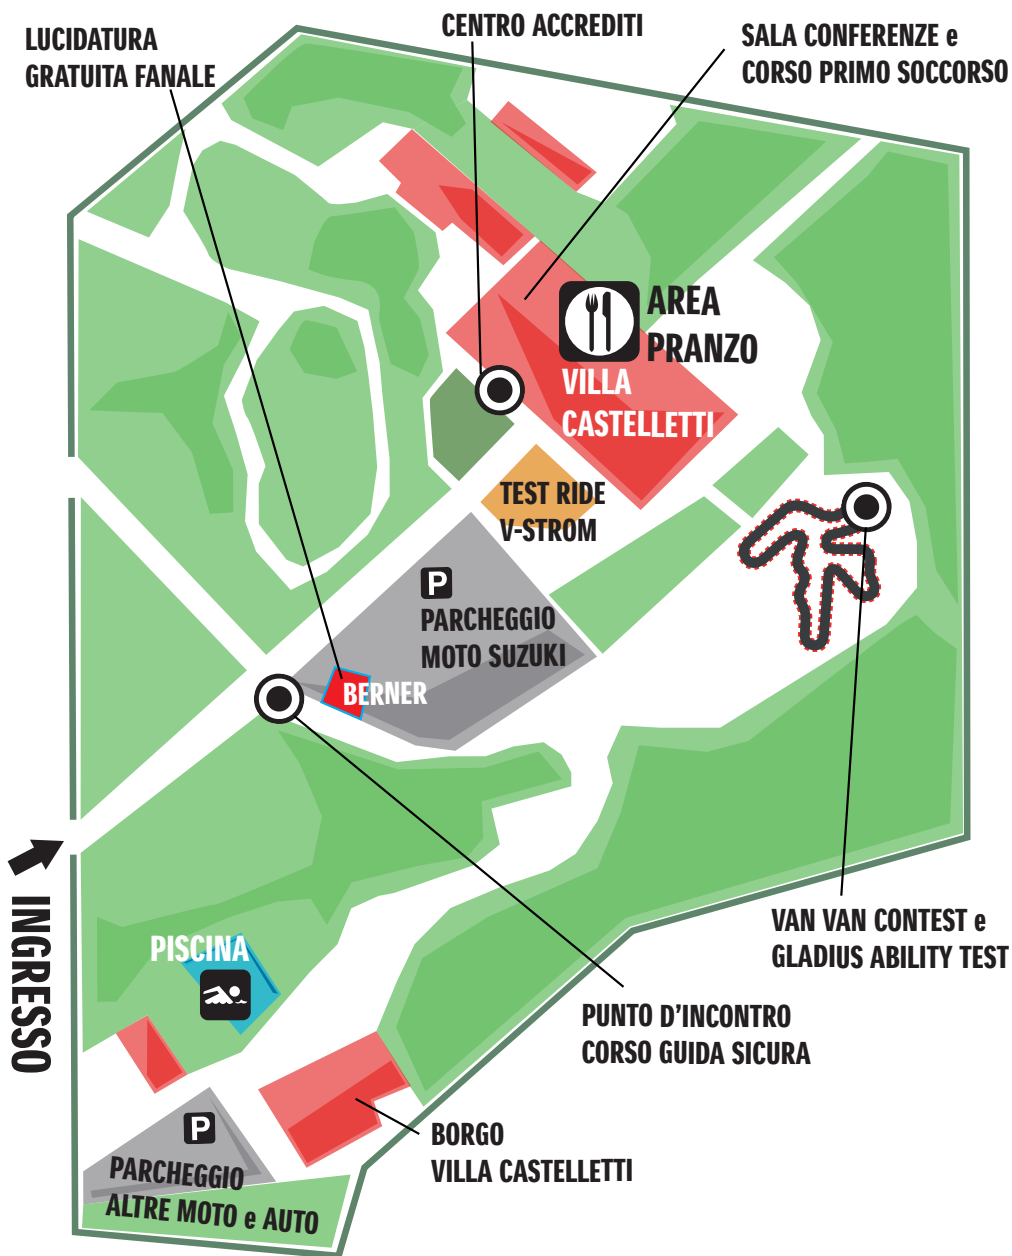 LUCIDATURA
GRATUITA FANALE
CENTRO ACCREDITI
SALA CONFERENZE e
CORSO PRIMO SOCCORSO
AREA
PRANZO
VILLA
CASTELLETTI
TEST RIDE
V-STROM
P
PARCHEGGIO
MOTO SUZUKI
BERNER
INGRESSO
VAN VAN CONTEST e
GLADIUS ABILITY TEST
PISCINA
PUNTO D'INCONTRO
CORSO GUIDA SICURA
BORGO
VILLA CASTELLETTI
P
PARCHEGGIO
ALTRE MOTO e AUTO